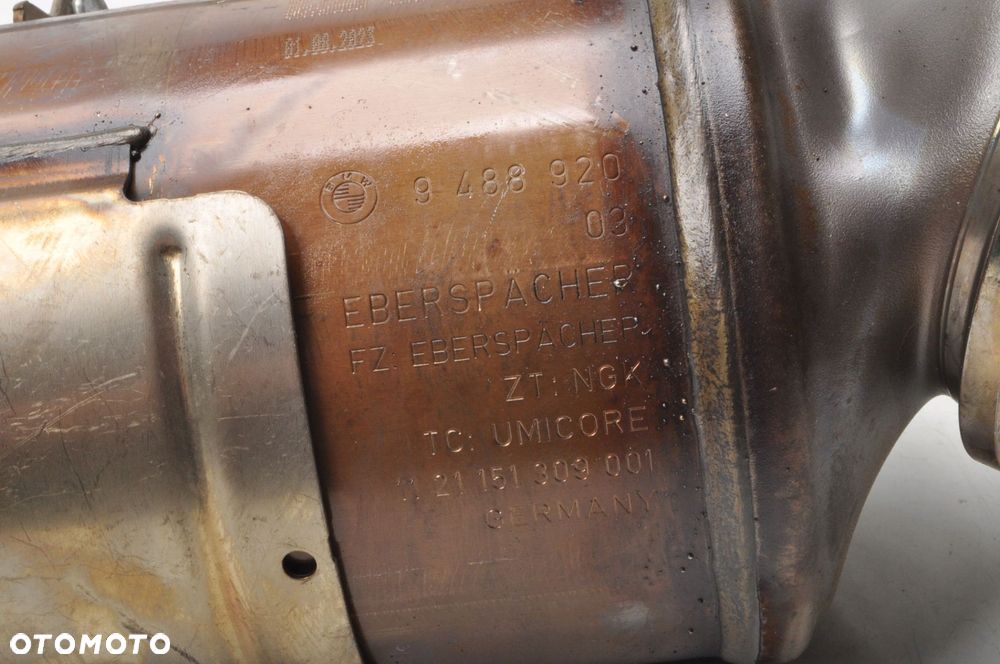 01.08.2023
BMW 9 488 920
03
EBERSPÄCHER
FZ: EBERSPÄCHER
ZT: NGK
TC: UMICORE
11 21 151 309 001
GERMANY
OTOMOTO